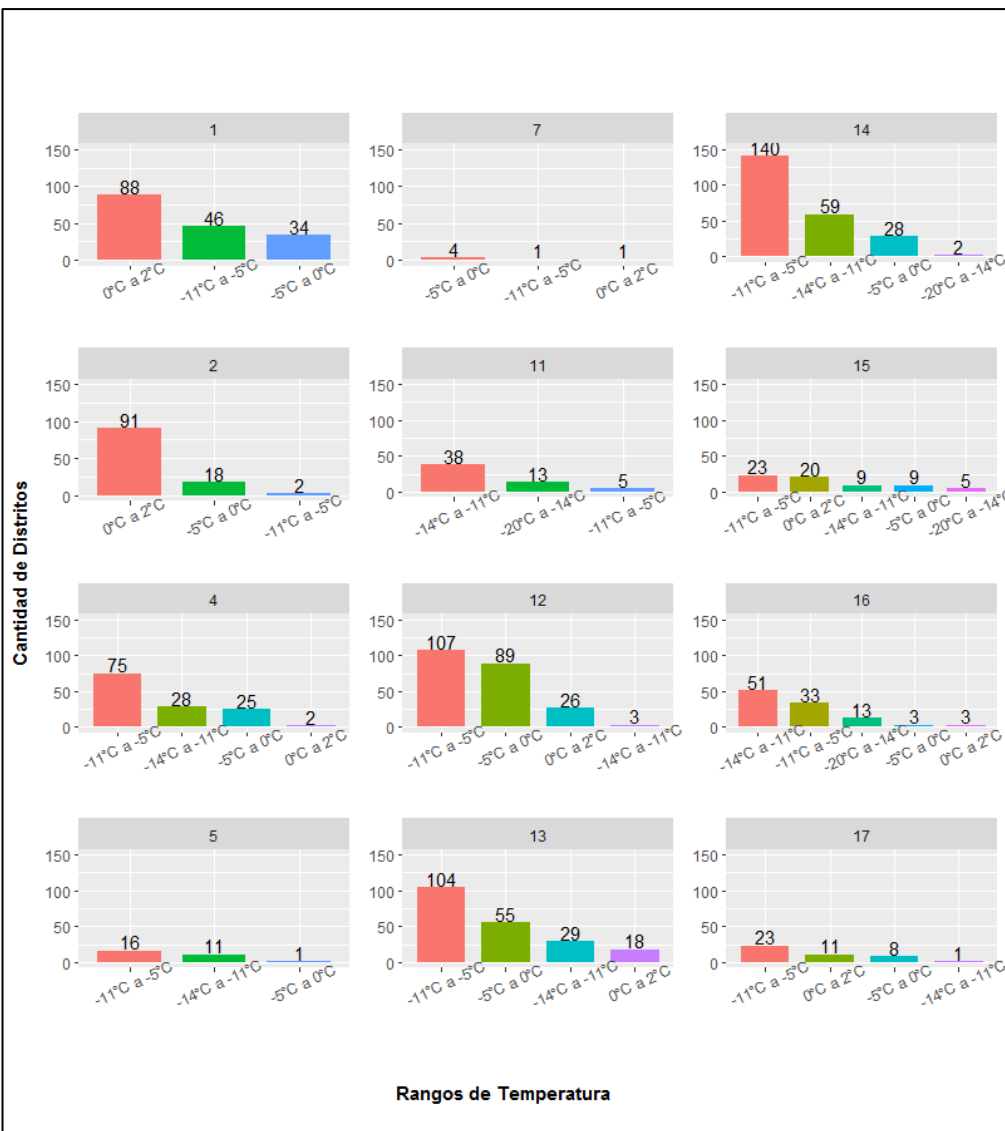 Cantidad de Distritos
1
150
100
50
0
88
46
34
0°C a 2°C
-11°C a -5°C
-5°C a 0°C
7
4
1
1
-5°C a 0°C
-11°C a -5°C
0°C a 2°C
14
150
100
50
0
140
59
28
2
-11°C a -5°C
-14°C a -11°C
-5°C a 0°C
-20°C a -14°C
2
150
100
50
0
91
18
2
0°C a 2°C
-5°C a 0°C
-11°C a -5°C
11
150
100
50
0
38
13
5
-14°C a -11°C
-20°C a -14°C
-11°C a -5°C
15
150
100
50
0
23
20
9
9
5
-11°C a -5°C
0°C a 2°C
-14°C a -11°C
-5°C a 0°C
-20°C a -14°C
4
150
100
50
0
75
28
25
2
-11°C a -5°C
-14°C a -11°C
-5°C a 0°C
0°C a 2°C
12
150
100
50
0
107
89
26
3
-11°C a -5°C
-5°C a 0°C
0°C a 2°C
-14°C a -11°C
16
150
100
50
0
51
33
13
3
3
-14°C a -11°C
-11°C a -5°C
-20°C a -14°C
-5°C a 0°C
0°C a 2°C
5
150
100
50
0
16
11
1
-11°C a -5°C
-14°C a -11°C
-5°C a 0°C
13
150
100
50
0
104
55
29
18
-11°C a -5°C
-5°C a 0°C
-14°C a -11°C
0°C a 2°C
17
150
100
50
0
23
11
8
1
-11°C a -5°C
0°C a 2°C
-5°C a 0°C
-14°C a -11°C
Rangos de Temperatura